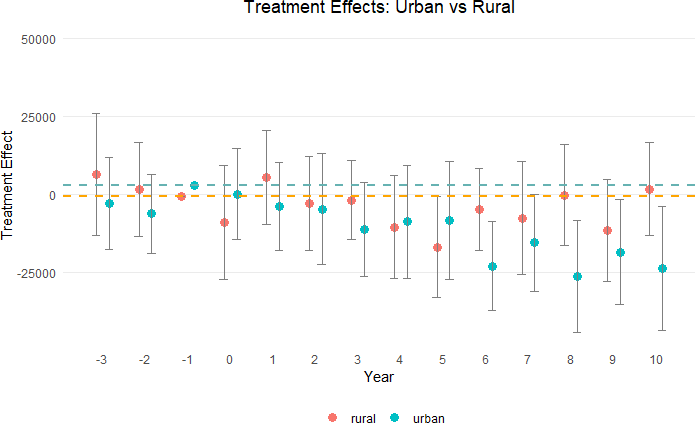 Treatment Effects: Urban vs Rural
50000
25000
0
-25000
Treatment Effect
-3 -2 -1 0 1 2 3 4 5 6 7 8 9 10
Year
rural urban